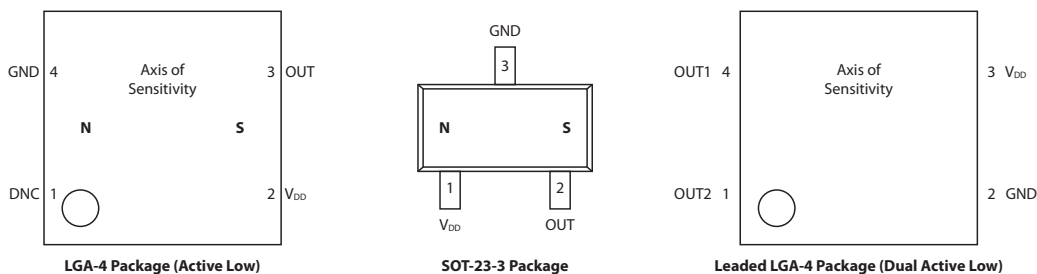 GND 4 Axis of Sensitivity 3 OUT
N S
DNC 1 2 VDD
LGA-4 Package (Active Low)
GND
3
N S
1 2
VDD OUT
SOT-23-3 Package
OUT1 4 Axis of Sensitivity 3 VDD
OUT2 1 2 GND
Leaded LGA-4 Package (Dual Active Low)